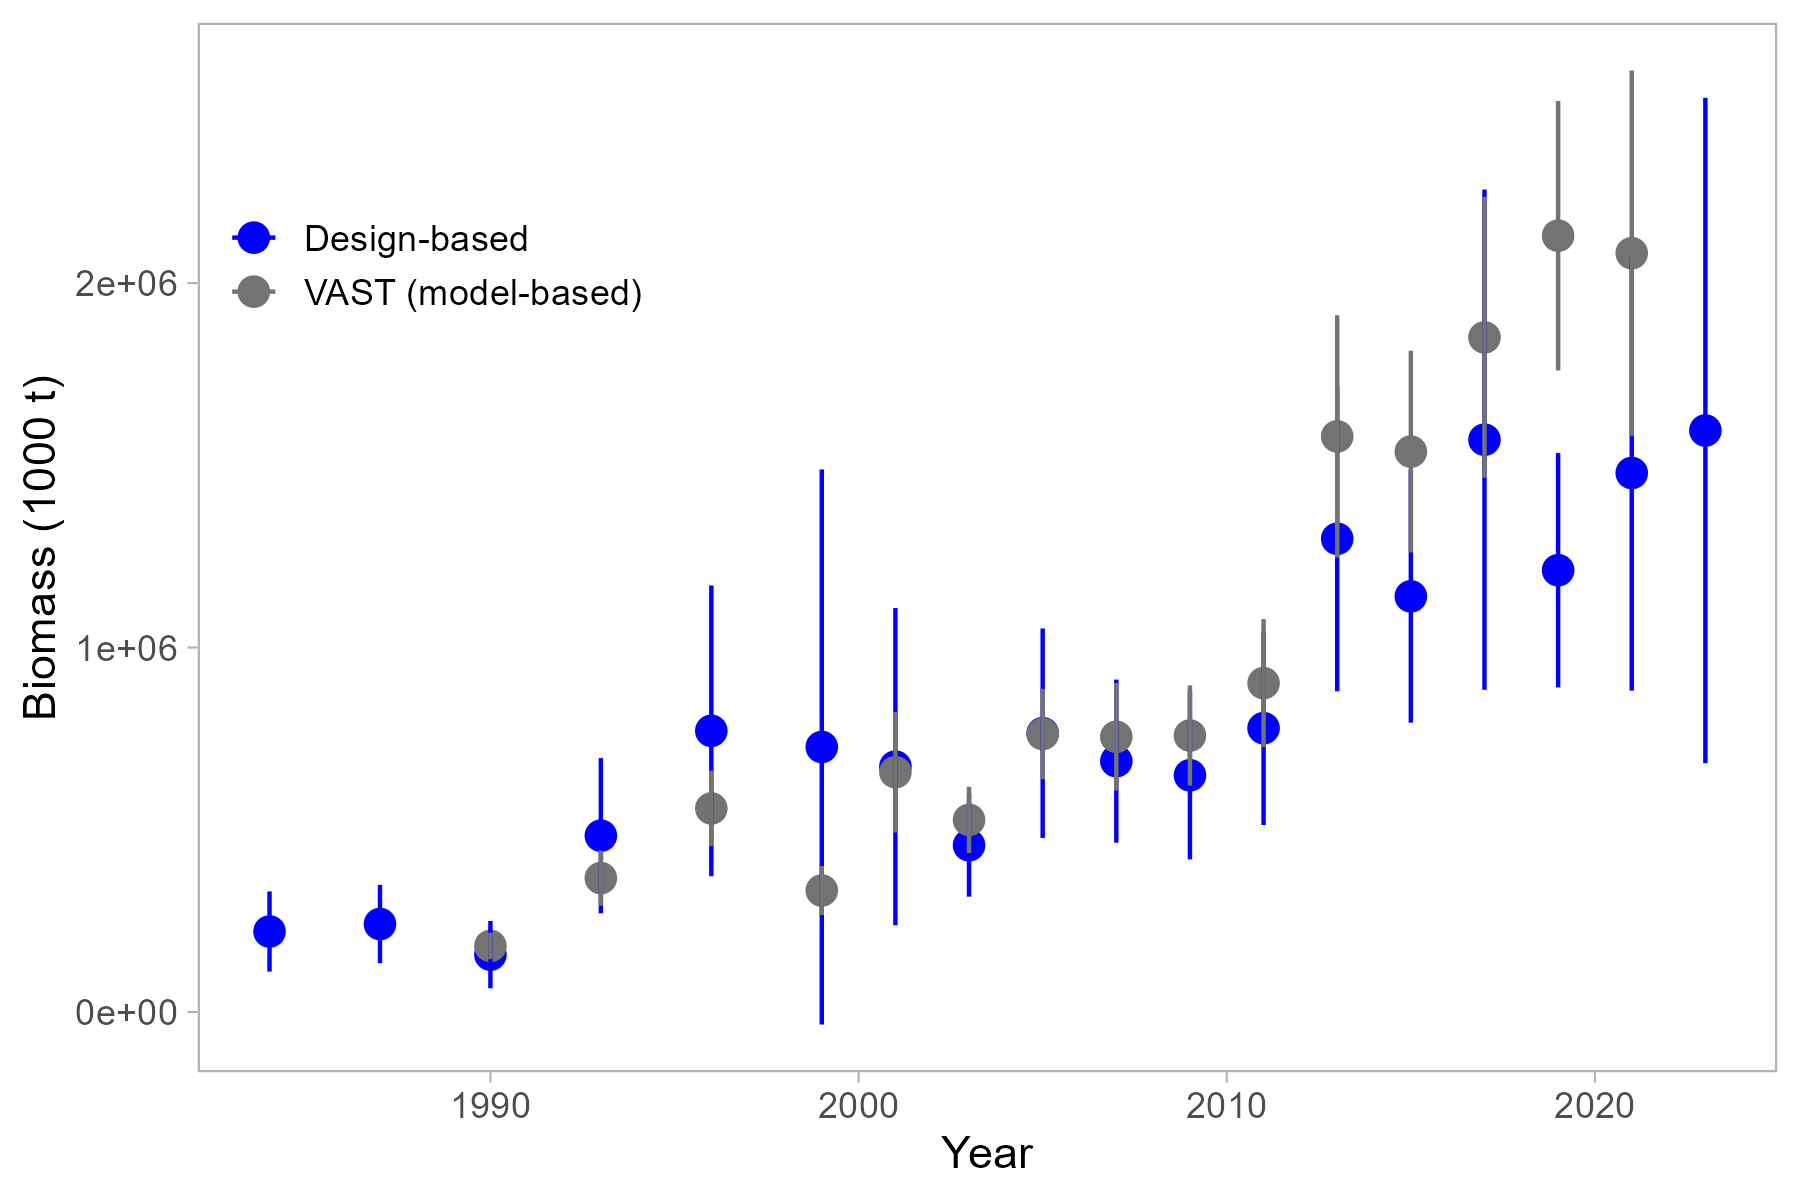 Design-based
VAST (model-based)
2e+06
1e+06
0e+00
Biomass (1000 t)
1990
2000
2010
2020
Year